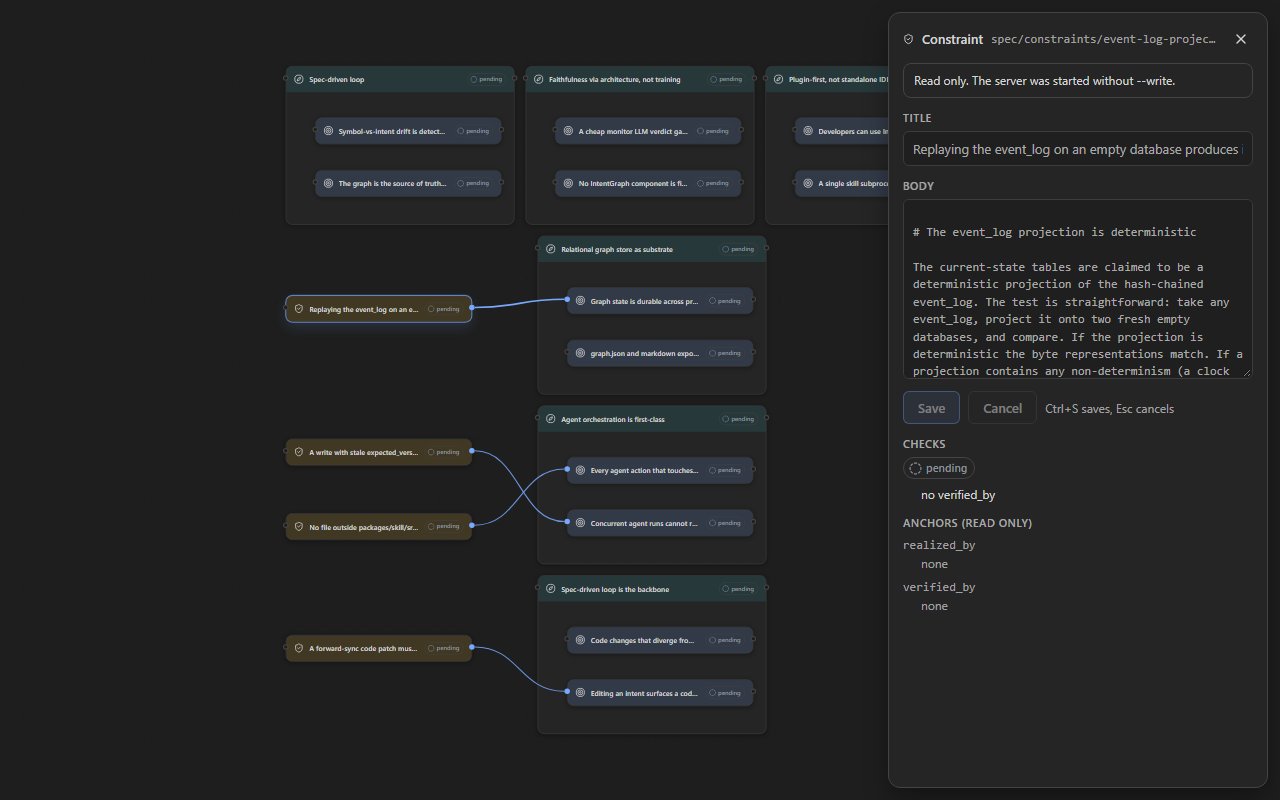 Spec-driven loop
pending
Symbol-vs-intent drift is detect...
pending
The graph is the source of truth...
pending
Faithfulness via architecture, not training
pending
A cheap monitor LLM verdict ga...
pending
No IntentGraph component is fi...
pending
Plugin-first, not standalone IDE
Developers can use In
A single skill subproce
Relational graph store as substrate
pending
Replaying the event_log on an e...
pending
Graph state is durable across pr...
pending
graph.json and markdown expo...
pending
Agent orchestration is first-class
pending
A write with stale expected_vers...
pending
Every agent action that touches...
pending
No file outside packages/skill/sr...
pending
Concurrent agent runs cannot r...
pending
Spec-driven loop is the backbone
pending
A forward-sync code patch mus...
pending
Code changes that diverge fro...
pending
Editing an intent surfaces a cod...
pending
Constraint spec/constraints/event-log-projec…
Read only. The server was started without --write.
TITLE
Replaying the event_log on an empty database produces
BODY
# The event_log projection is deterministic
The current-state tables are claimed to be a
deterministic projection of the hash-chained
event_log. The test is straightforward: take any
event_log, project it onto two fresh empty
databases, and compare. If the projection is
deterministic the byte representations match. If a
projection contains any non-determinism (a clock
Save
Cancel
Ctrl+S saves, Esc cancels
CHECKS
pending
no verified_by
ANCHORS (READ ONLY)
realized_by
none
verified_by
none